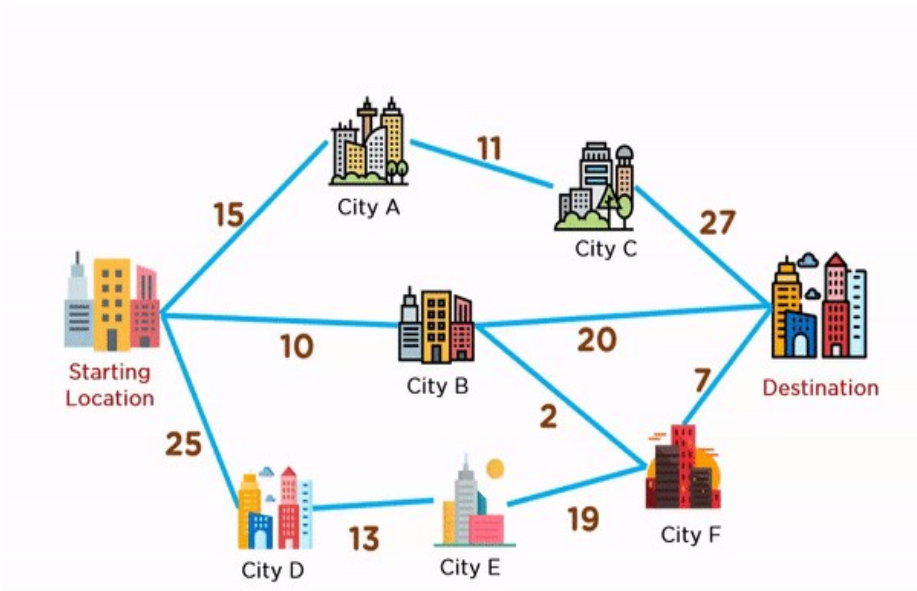 11
City A
15
27
City C
10
20
City B
Starting
Location
7
Destination
2
25
19
City F
13
City E
City D